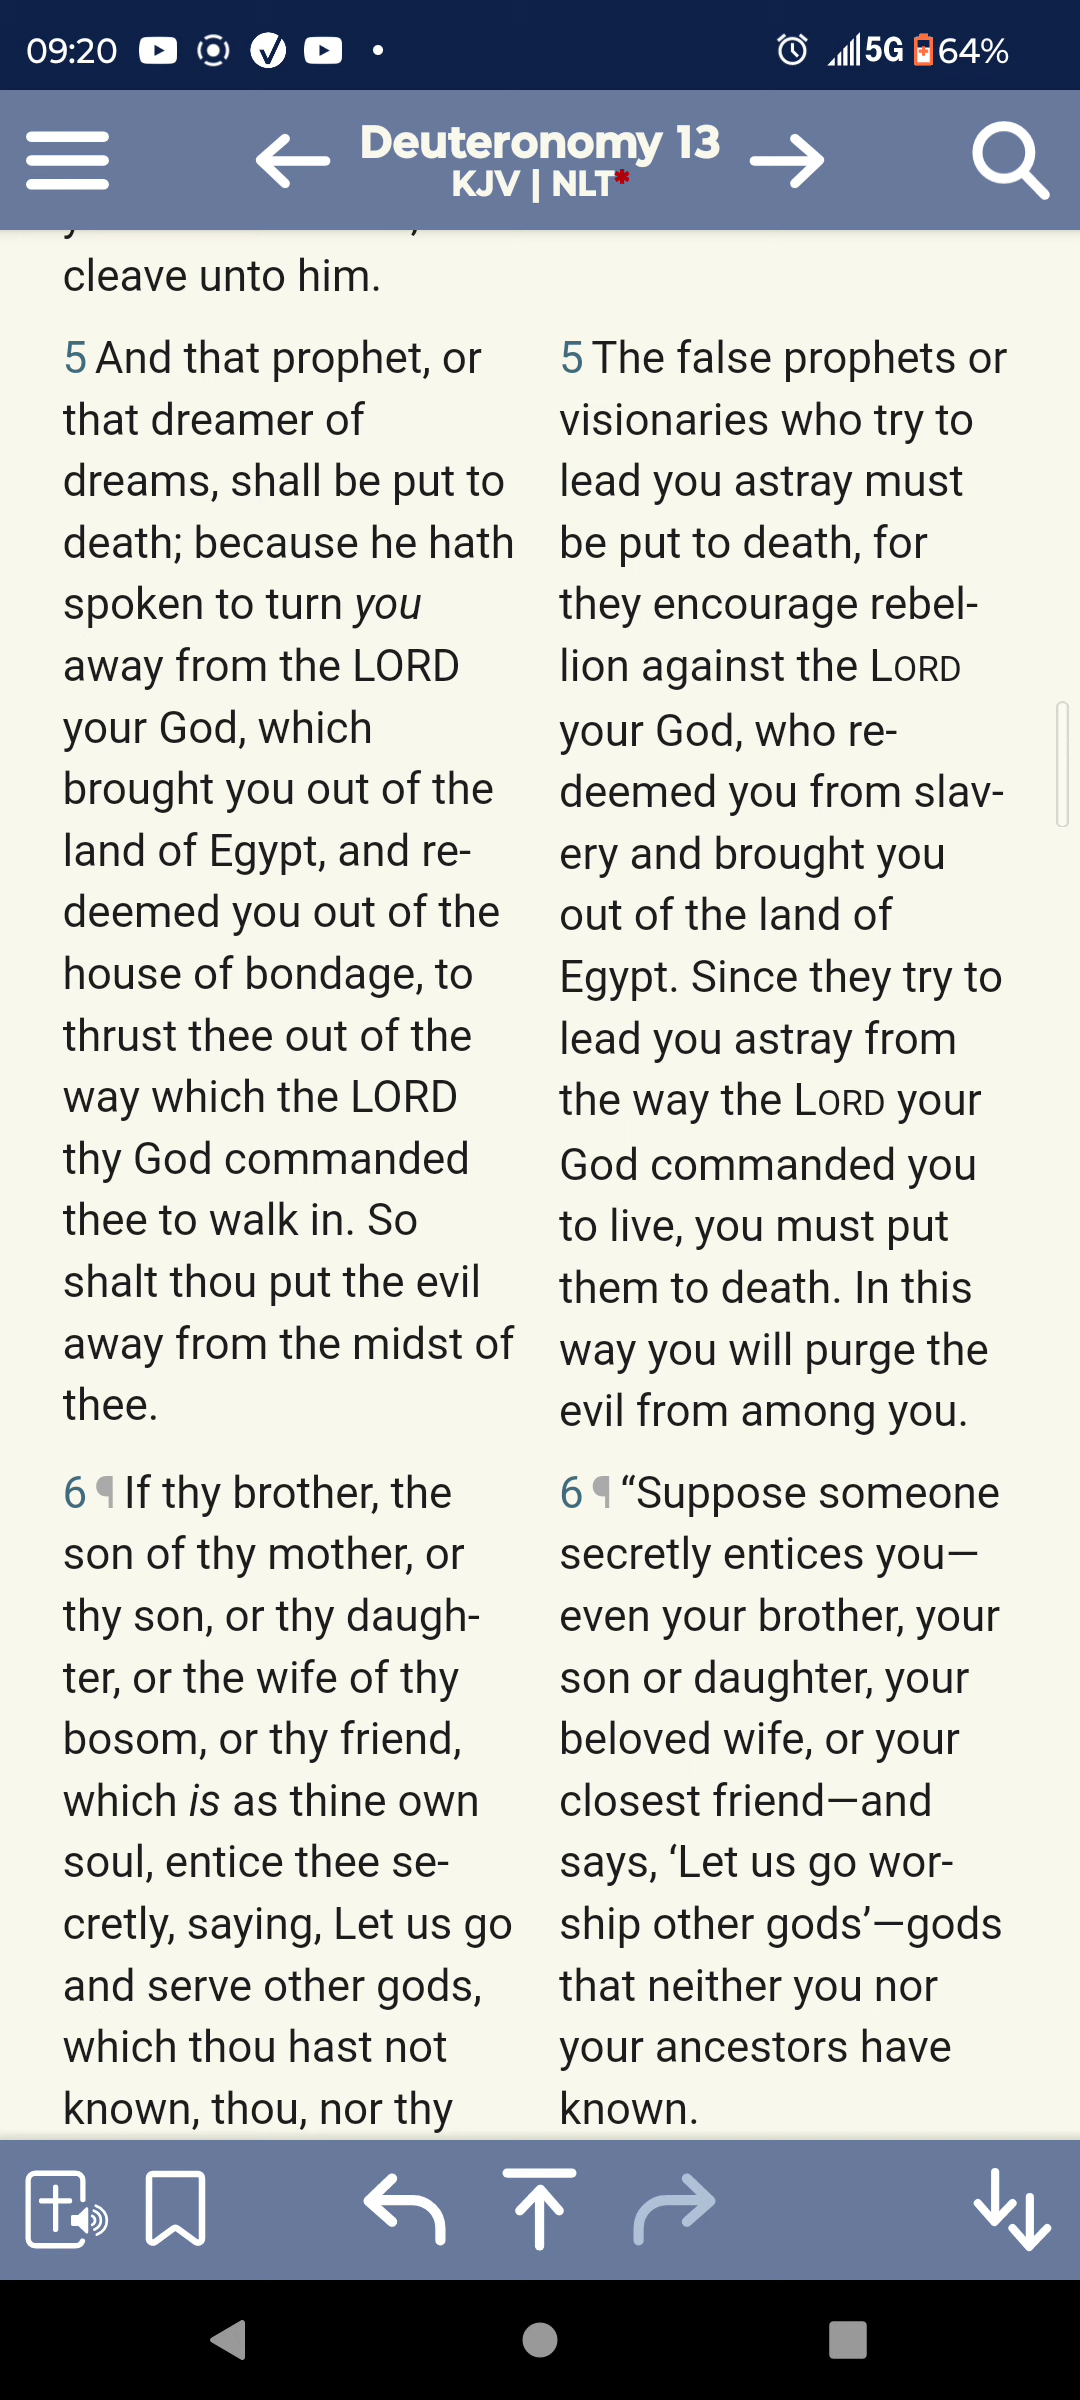 09:20
5G 64%
Deuteronomy 13
KJV | NLT*
cleave unto him.
5 And that prophet, or
that dreamer of
dreams, shall be put to
death; because he hath
spoken to turn you
away from the LORD
your God, which
brought you out of the
land of Egypt, and re-
deemed you out of the
house of bondage, to
thrust thee out of the
way which the LORD
thy God commanded
thee to walk in. So
shalt thou put the evil
away from the midst of
thee.
6 ¶ If thy brother, the
son of thy mother, or
thy son, or thy daugh-
ter, or the wife of thy
bosom, or thy friend,
which is as thine own
soul, entice thee se-
cretly, saying, Let us go
and serve other gods,
which thou hast not
known, thou, nor thy
5 The false prophets or
visionaries who try to
lead you astray must
be put to death, for
they encourage rebel-
lion against the LORD
your God, who re-
deemed you from slav-
ery and brought you
out of the land of
Egypt. Since they try to
lead you astray from
the way the LORD your
God commanded you
to live, you must put
them to death. In this
way you will purge the
evil from among you.
6 ¶ “Suppose someone
secretly entices you—
even your brother, your
son or daughter, your
beloved wife, or your
closest friend—and
says, ‘Let us go wor-
ship other gods’—gods
that neither you nor
your ancestors have
known.